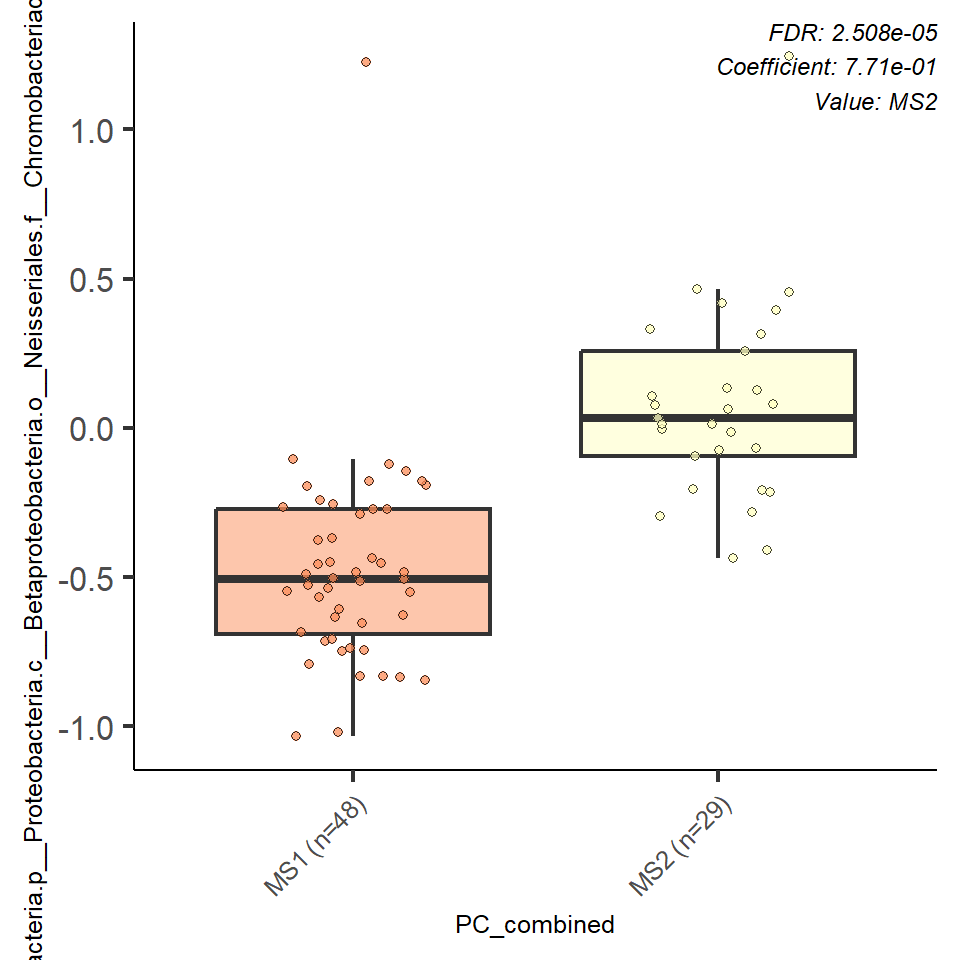 FDR: 2.508e-05
Coefficient: 7.71e-01
Value: MS2
acteria.p__Proteobacteria.c__Betaproteobacteria.o__Neisseriales.f__Chromobacteriac
1.0
0.5
0.0
-0.5
-1.0
MS1 (n=48)
MS2 (n=29)
PC_combined